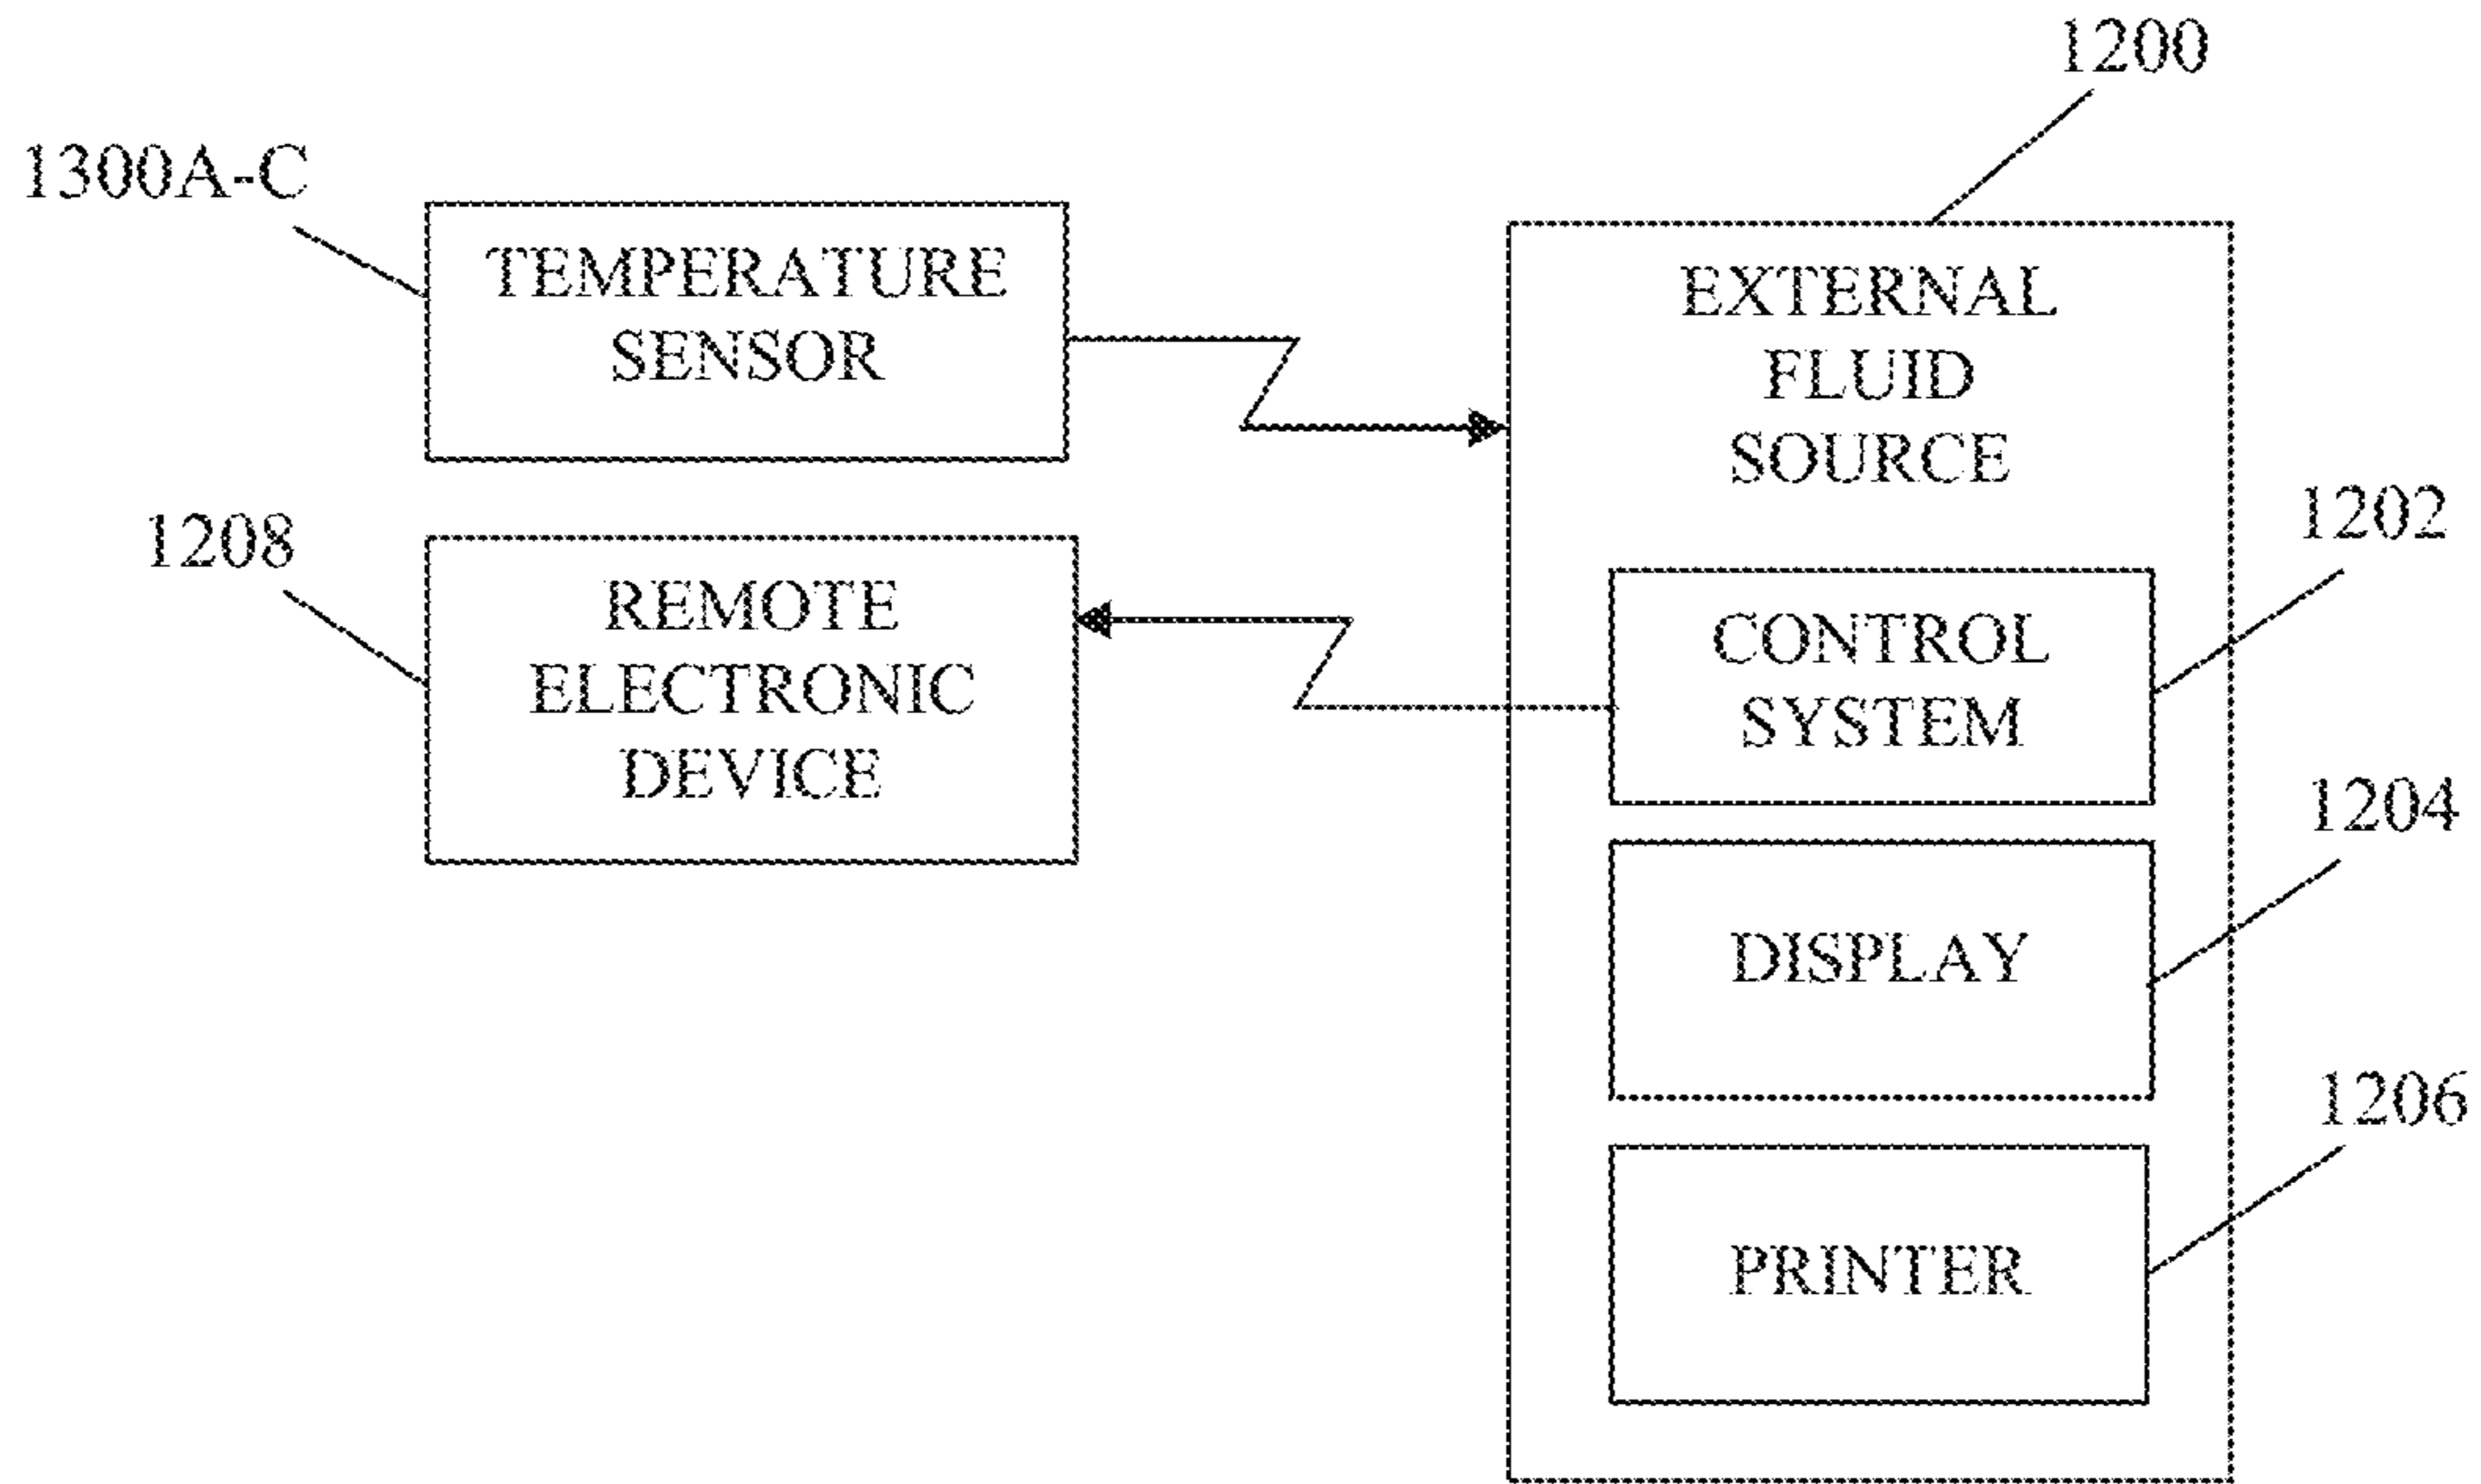 1200
1300A-C
TEMPERATURE
SENSOR
EXTERNAL
FLUID
SOURCE
1208
REMOTE
ELECTRONIC
DEVICE
1202
CONTROL
SYSTEM
1204
DISPLAY
1206
PRINTER